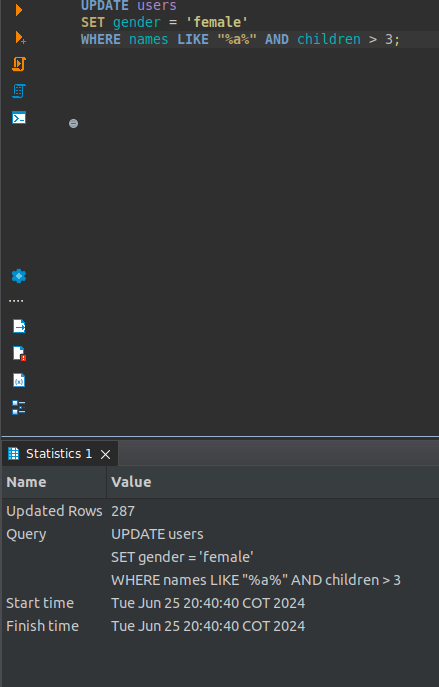 UPDATE users
SET gender = 'female'
WHERE names LIKE "%a%" AND children > 3;
Statistics 1
Name Value
Updated Rows 287
Query UPDATE users
SET gender = 'female'
WHERE names LIKE "%a%" AND children > 3
Start time Tue Jun 25 20:40:40 COT 2024
Finish time Tue Jun 25 20:40:40 COT 2024